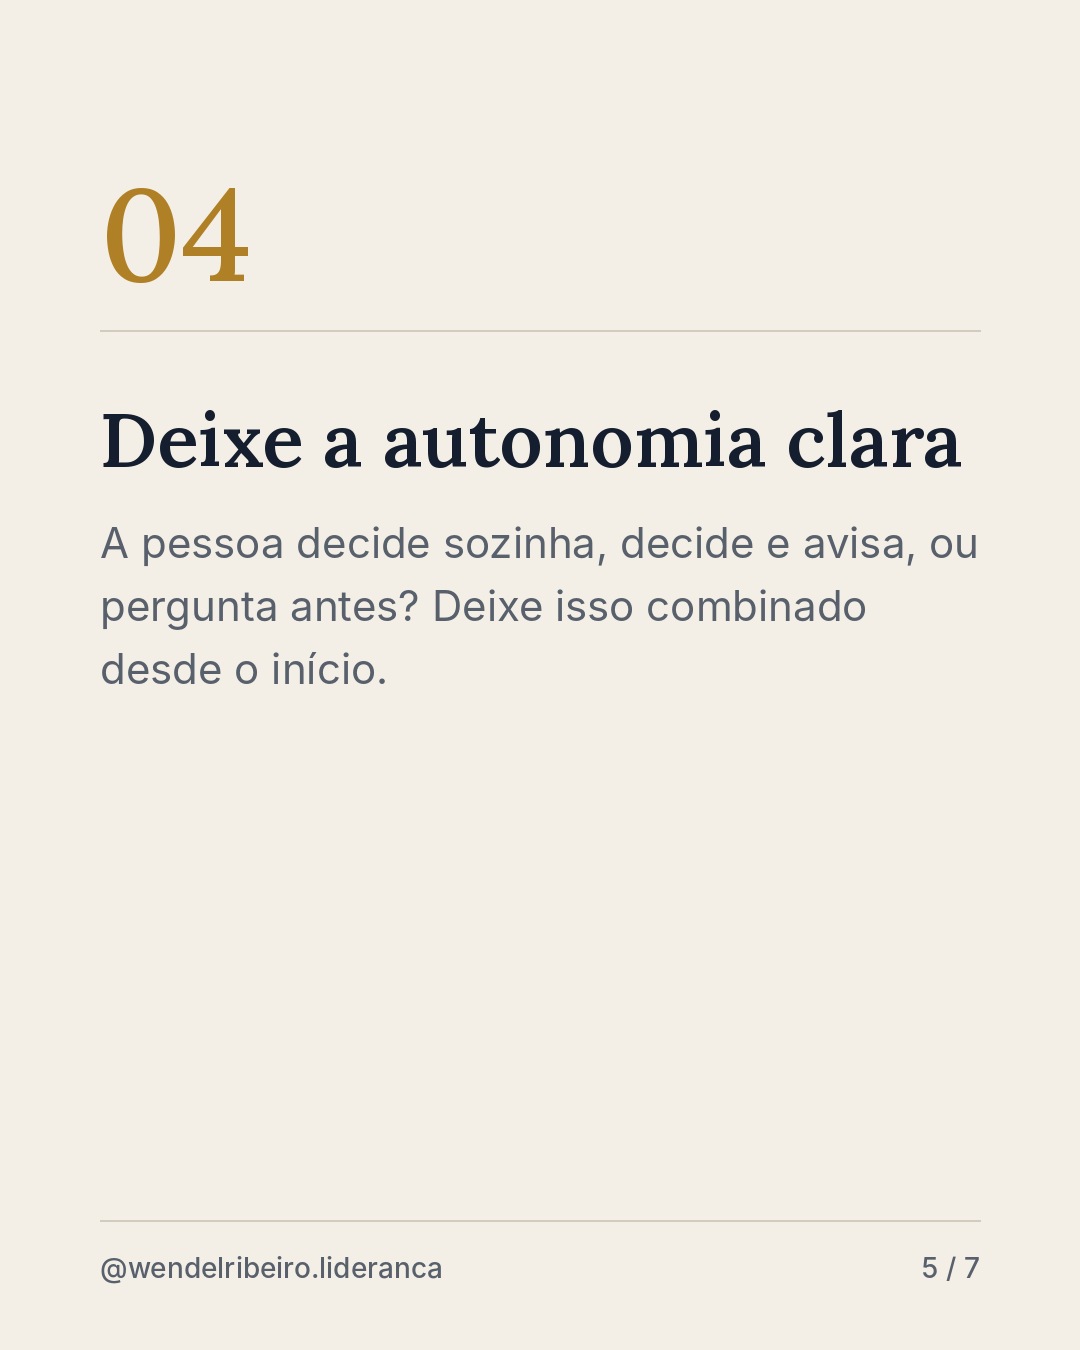 04
Deixe a autonomia clara
A pessoa decide sozinha, decide e avisa, ou
pergunta antes? Deixe isso combinado
desde o início.
@wendelribeiro.lideranca
5 / 7